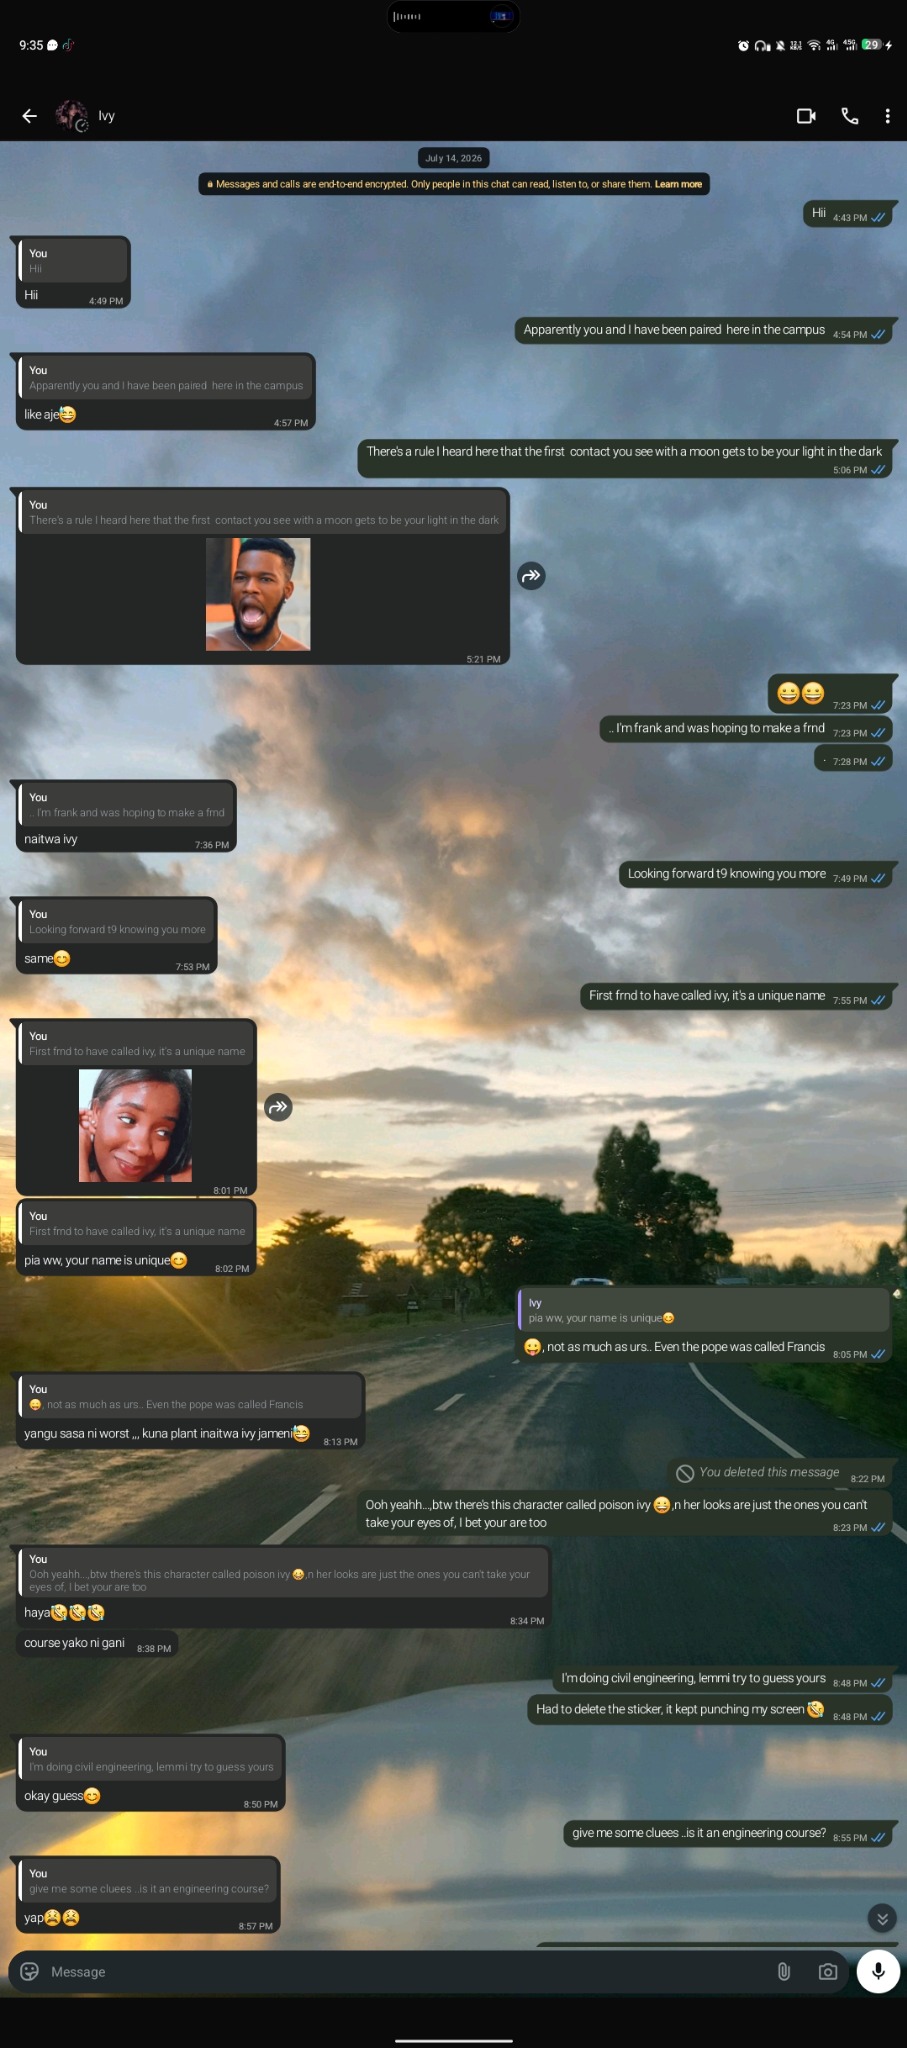 9:35
29
Ivy
July 14, 2026
Messages and calls are end-to-end encrypted. Only people in this chat can read, listen to, or share them. Learn more
Hii 4:43 PM
You
Hii
Hii
4:49 PM
Apparently you and I have been paired here in the campus 4:54 PM
You
Apparently you and I have been paired here in the campus
like aje😅
4:57 PM
There's a rule I heard here that the first contact you see with a moon gets to be your light in the dark
5:06 PM
You
There's a rule I heard here that the first contact you see with a moon gets to be your light in the dark
5:21 PM
😀😀 7:23 PM
.. I'm frank and was hoping to make a frnd 7:23 PM
. 7:28 PM
You
.. I'm frank and was hoping to make a frnd
naitwa ivy
7:36 PM
Looking forward t9 knowing you more 7:49 PM
You
Looking forward t9 knowing you more
same😊
7:53 PM
First frnd to have called ivy, it's a unique name 7:55 PM
You
First frnd to have called ivy, it's a unique name
8:01 PM
You
First frnd to have called ivy, it's a unique name
pia ww, your name is unique😊
8:02 PM
Ivy
pia ww, your name is unique😊
😛, not as much as urs.. Even the pope was called Francis 8:05 PM
You
😛, not as much as urs.. Even the pope was called Francis
yangu sasa ni worst ,,, kuna plant inaitwa ivy jameni😅
8:13 PM
You deleted this message 8:22 PM
Ooh yeahh...,btw there's this character called poison ivy 😀,n her looks are just the ones you can't
take your eyes of, I bet your are too
8:23 PM
You
Ooh yeahh...,btw there's this character called poison ivy 😀,n her looks are just the ones you can't take your
eyes of, I bet your are too
haya🤣🤣🤣
8:34 PM
course yako ni gani 8:38 PM
I'm doing civil engineering, lemmi try to guess yours 8:48 PM
Had to delete the sticker, it kept punching my screen 🤣 8:48 PM
You
I'm doing civil engineering, lemmi try to guess yours
okay guess😊
8:50 PM
give me some cluees ..is it an engineering course? 8:55 PM
You
give me some cluees ..is it an engineering course?
yap😫😫
8:57 PM
Message